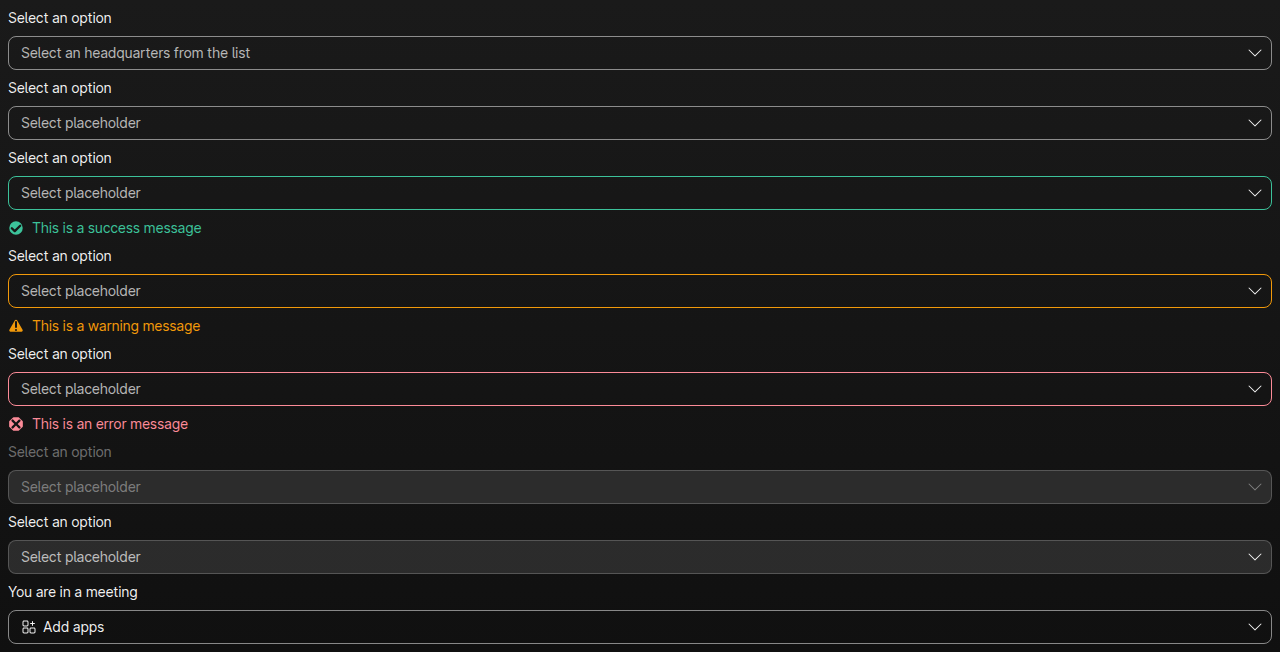 Select an option
Select an headquarters from the list
Select an option
Select placeholder
Select an option
Select placeholder
This is a success message
Select an option
Select placeholder
This is a warning message
Select an option
Select placeholder
This is an error message
Select an option
Select placeholder
Select an option
Select placeholder
You are in a meeting
Add apps